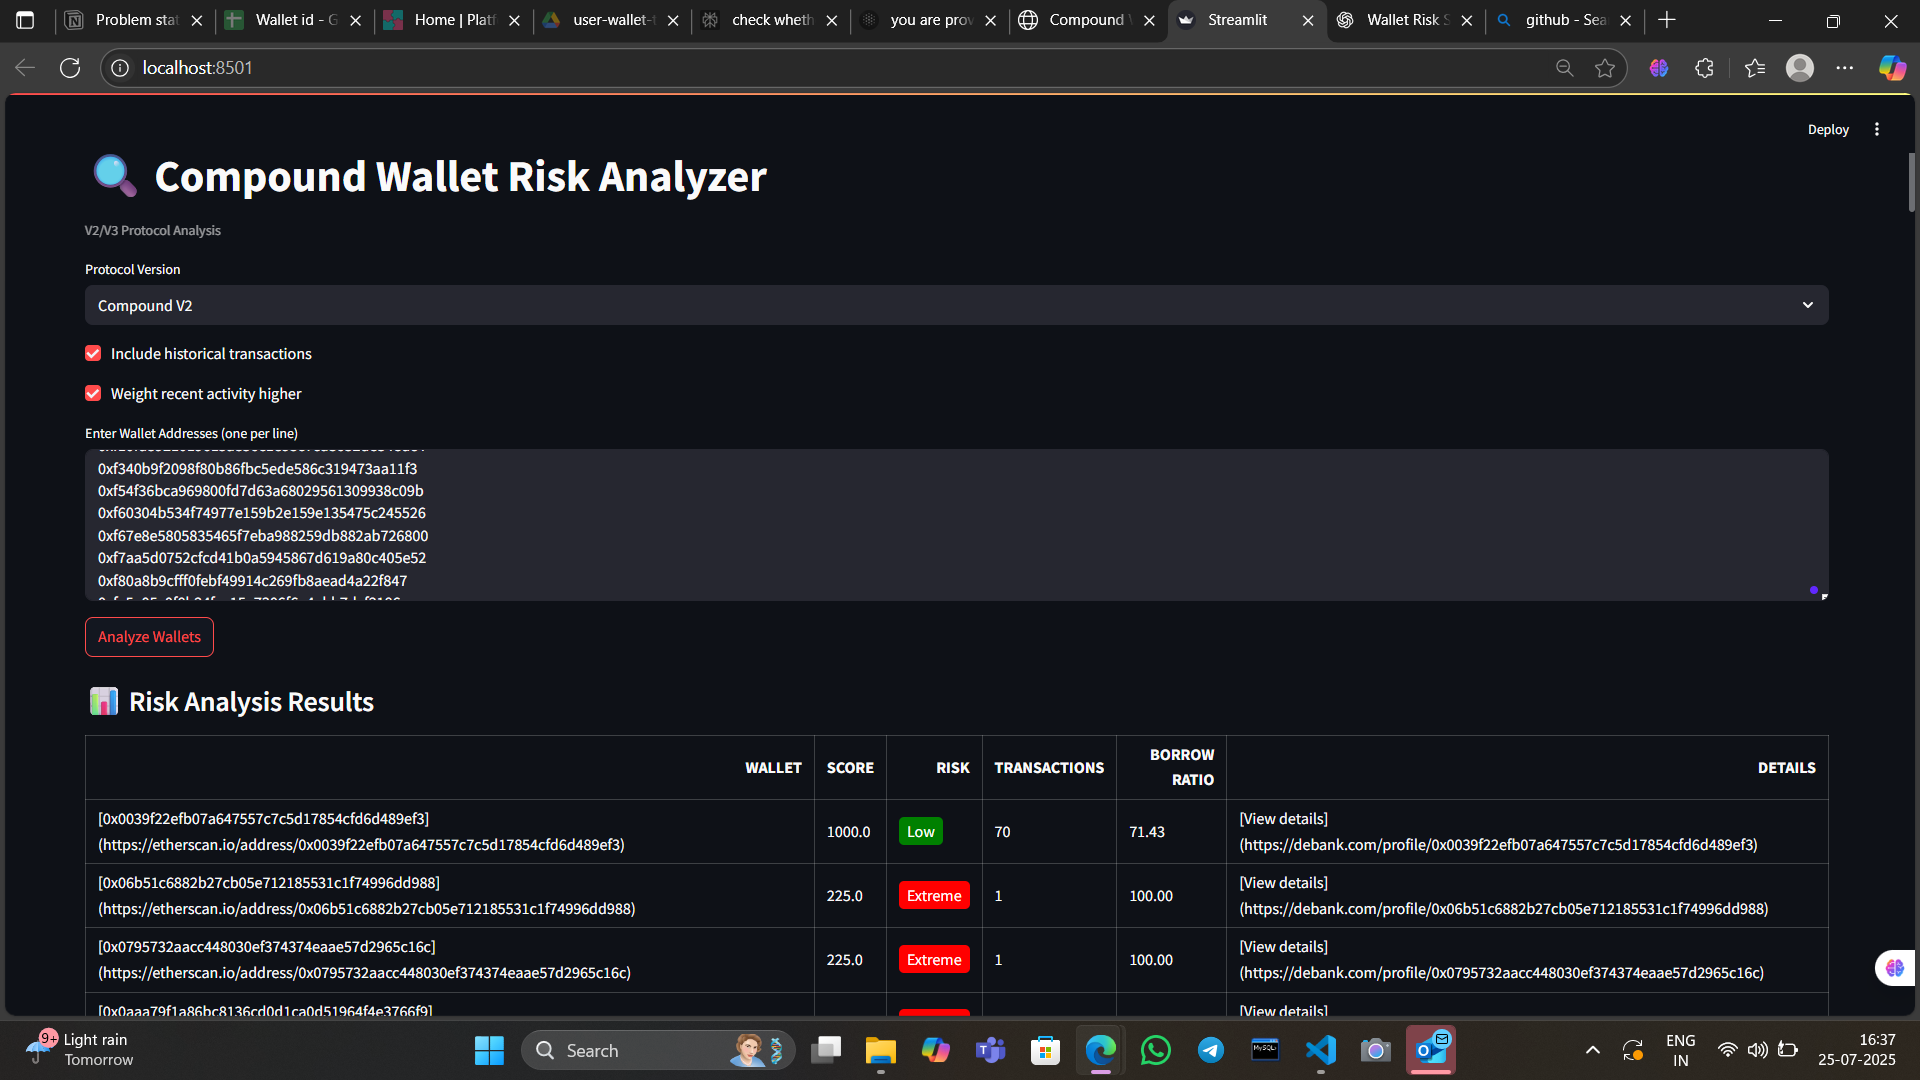 Problem stat
Wallet id - G
Home | Platf
user-wallet-t
check wheth
you are prov
Compound
Streamlit
Wallet Risk S
github - Sea
localhost:8501
Deploy
Compound Wallet Risk Analyzer
V2/V3 Protocol Analysis
Protocol Version
Compound V2
Include historical transactions
Weight recent activity higher
Enter Wallet Addresses (one per line)
0xf340b9f2098f80b86fbc5ede586c319473aa11f3
0xf54f36bca969800fd7d63a68029561309938c09b
0xf60304b534f74977e159b2e159e135475c245526
0xf67e8e5805835465f7eba988259db882ab726800
0xf7aa5d0752cfcd41b0a5945867d619a80c405e52
0xf80a8b9cfff0febf49914c269fb8aead4a22f847
Analyze Wallets
Risk Analysis Results
WALLET SCORE RISK TRANSACTIONS BORROW RATIO DETAILS
[0x0039f22efb07a647557c7c5d17854cfd6d489ef3]
(https://etherscan.io/address/0x0039f22efb07a647557c7c5d17854cfd6d489ef3)
1000.0 Low 70 71.43
[View details]
(https://debank.com/profile/0x0039f22efb07a647557c7c5d17854cfd6d489ef3)
[0x06b51c6882b27cb05e712185531c1f74996dd988]
(https://etherscan.io/address/0x06b51c6882b27cb05e712185531c1f74996dd988)
225.0 Extreme 1 100.00
[View details]
(https://debank.com/profile/0x06b51c6882b27cb05e712185531c1f74996dd988)
[0x0795732aacc448030ef374374eaae57d2965c16c]
(https://etherscan.io/address/0x0795732aacc448030ef374374eaae57d2965c16c)
225.0 Extreme 1 100.00
[View details]
(https://debank.com/profile/0x0795732aacc448030ef374374eaae57d2965c16c)
[0x0aaa79f1a86bc8136cd0d1ca0d51964f4e3766f9]
[View details]
9+
Light rain
Tomorrow
Search
MySQL
ENG
IN
16:37
25-07-2025